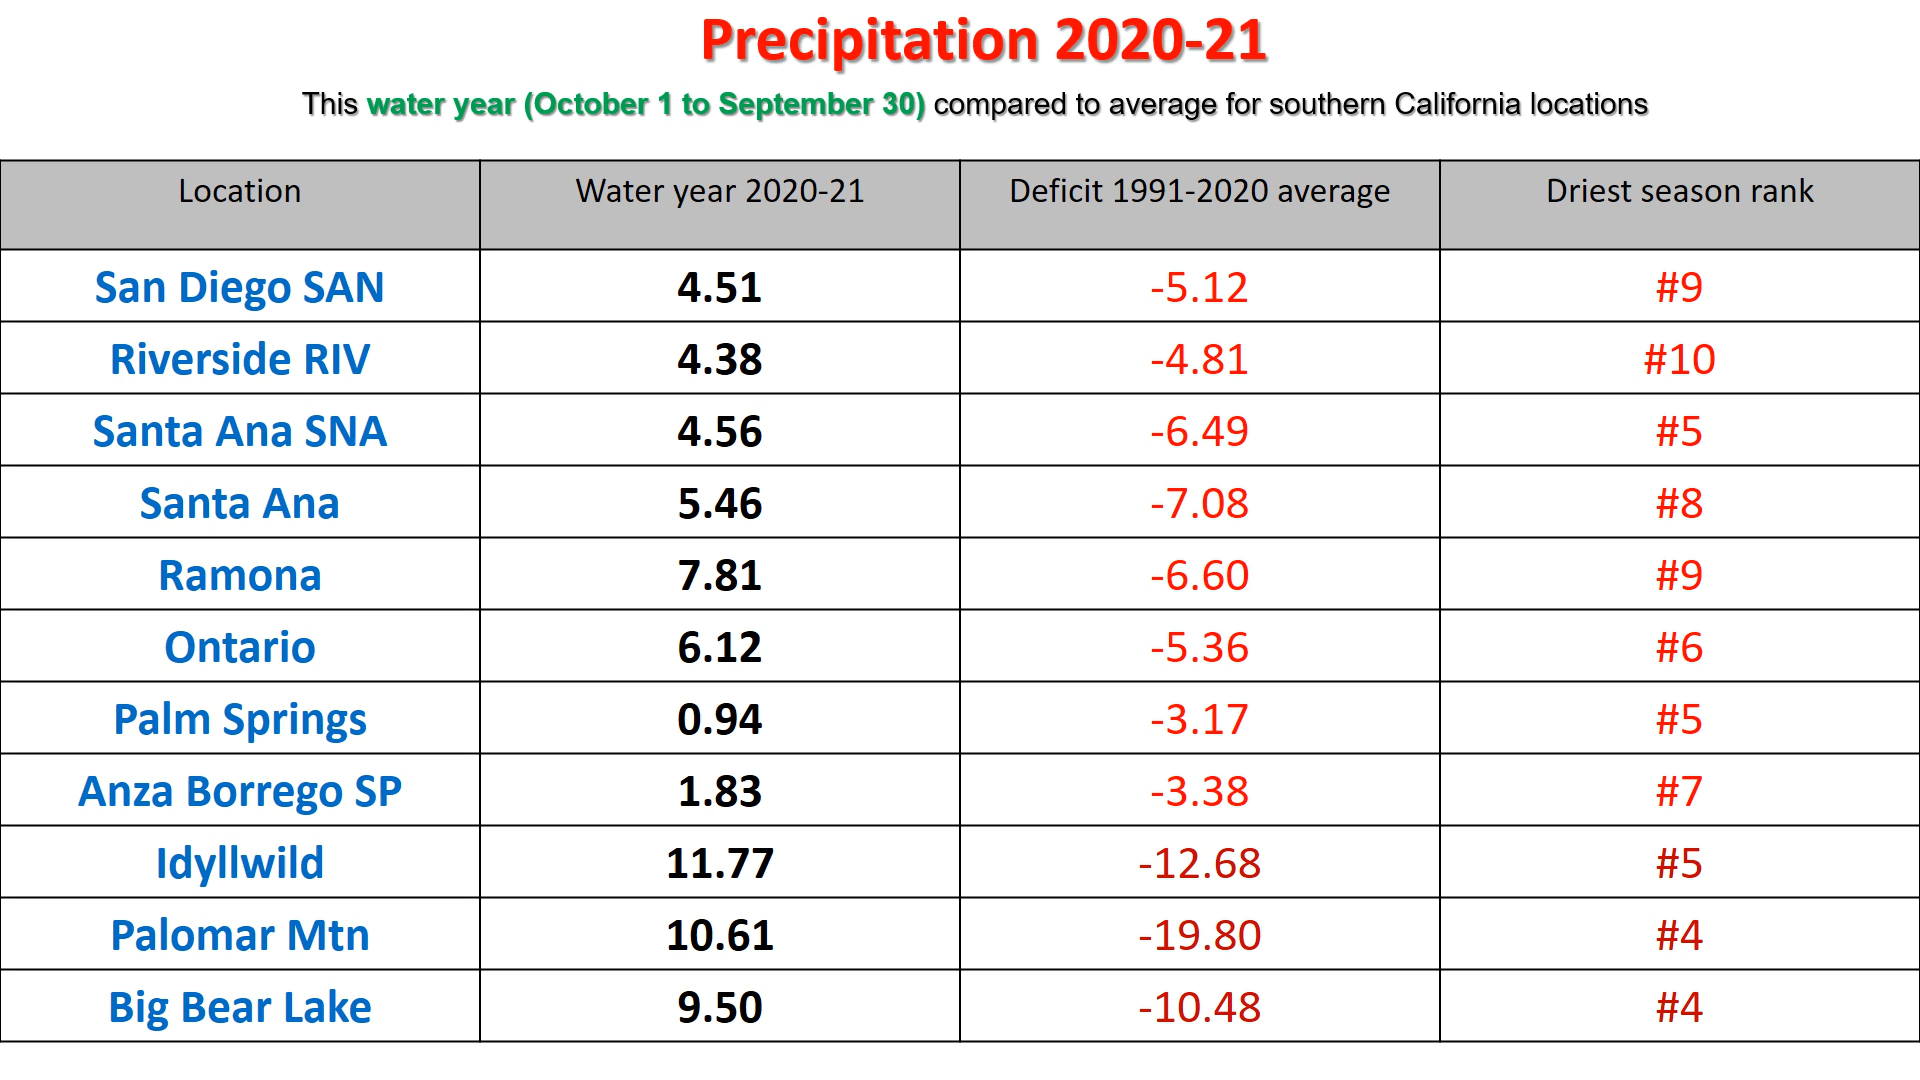 Precipitation 2020-21
This water year (October 1 to September 30) compared to average for southern California locations
Location Water year 2020-21 Deficit 1991-2020 average Driest season rank
San Diego SAN 4.51 -5.12 #9
Riverside RIV 4.38 -4.81 #10
Santa Ana SNA 4.56 -6.49 #5
Santa Ana 5.46 -7.08 #8
Ramona 7.81 -6.60 #9
Ontario 6.12 -5.36 #6
Palm Springs 0.94 -3.17 #5
Anza Borrego SP 1.83 -3.38 #7
Idyllwild 11.77 -12.68 #5
Palomar Mtn 10.61 -19.80 #4
Big Bear Lake 9.50 -10.48 #4